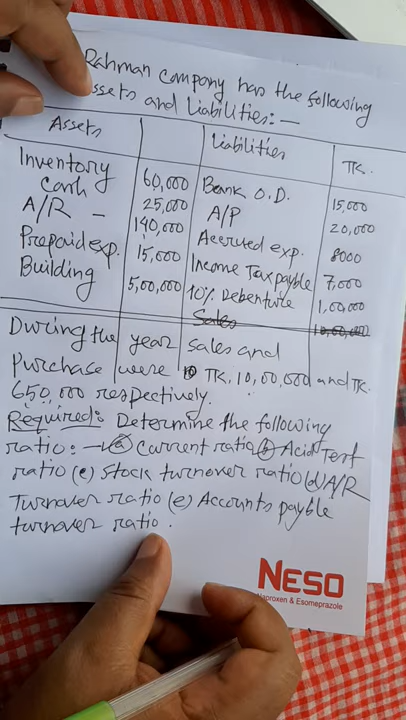 Rahman Company has the following
Assets and Liabilities:—
Assets Liabilities TK.
Inventory 60,000 Bank O.D. 15,000
Cash 25,000 A/P 20,000
A/R — 140,000 Accrued exp. 8000
Prepaid exp. 15,000 Income Tax payable 7,000
Building 5,00,000 10% Debenture 1,00,000
Sales 10,00,000
During the year sales and
Purchase were TK. 10,00,000 and TK.
650,000 respectively.
Required: Determine the following
ratio:— (a) Current ratio (b) Acid Test
ratio (c) Stock turnover ratio (d) A/R
Turnover ratio (e) Accounts payble
turnover ratio.
NESO
Naproxen & Esomeprazole